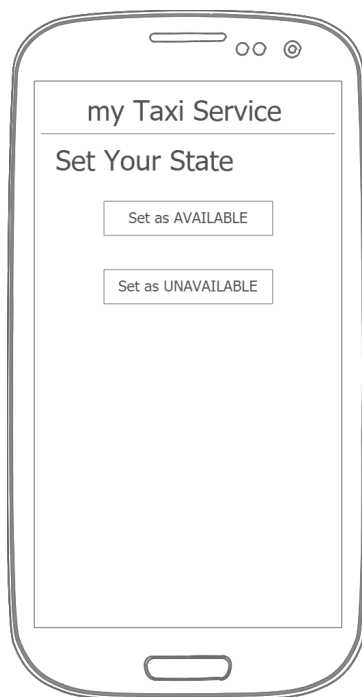 my Taxi Service
Set Your State
Set as AVAILABLE
Set as UNAVAILABLE